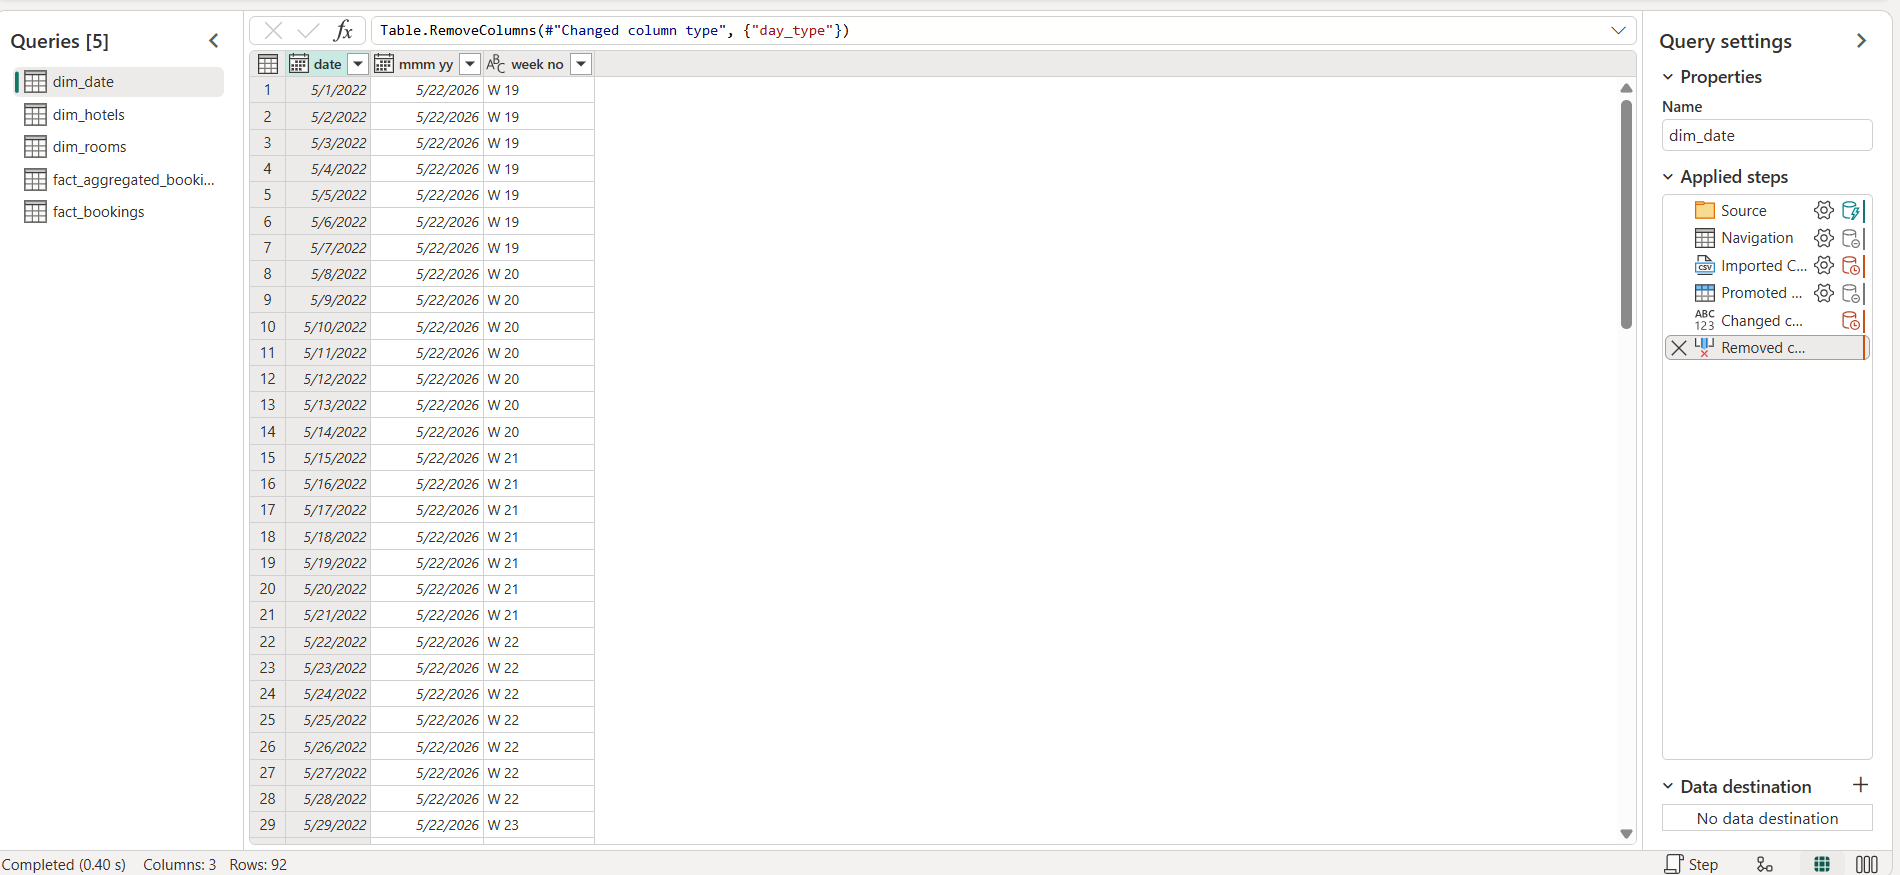 Queries [5]
dim_date
dim_hotels
dim_rooms
fact_aggregated_booki...
fact_bookings
fx
Table.RemoveColumns(#"Changed column type", {"day_type"})
date mmm yy ABC week no
1 5/1/2022 5/22/2026 W 19
2 5/2/2022 5/22/2026 W 19
3 5/3/2022 5/22/2026 W 19
4 5/4/2022 5/22/2026 W 19
5 5/5/2022 5/22/2026 W 19
6 5/6/2022 5/22/2026 W 19
7 5/7/2022 5/22/2026 W 19
8 5/8/2022 5/22/2026 W 20
9 5/9/2022 5/22/2026 W 20
10 5/10/2022 5/22/2026 W 20
11 5/11/2022 5/22/2026 W 20
12 5/12/2022 5/22/2026 W 20
13 5/13/2022 5/22/2026 W 20
14 5/14/2022 5/22/2026 W 20
15 5/15/2022 5/22/2026 W 21
16 5/16/2022 5/22/2026 W 21
17 5/17/2022 5/22/2026 W 21
18 5/18/2022 5/22/2026 W 21
19 5/19/2022 5/22/2026 W 21
20 5/20/2022 5/22/2026 W 21
21 5/21/2022 5/22/2026 W 21
22 5/22/2022 5/22/2026 W 22
23 5/23/2022 5/22/2026 W 22
24 5/24/2022 5/22/2026 W 22
25 5/25/2022 5/22/2026 W 22
26 5/26/2022 5/22/2026 W 22
27 5/27/2022 5/22/2026 W 22
28 5/28/2022 5/22/2026 W 22
29 5/29/2022 5/22/2026 W 23
Query settings
Properties
Name
dim_date
Applied steps
Source
Navigation
CSV Imported C...
Promoted ...
ABC 123 Changed c...
Removed c...
Data destination
No data destination
Completed (0.40 s) Columns: 3 Rows: 92
Step